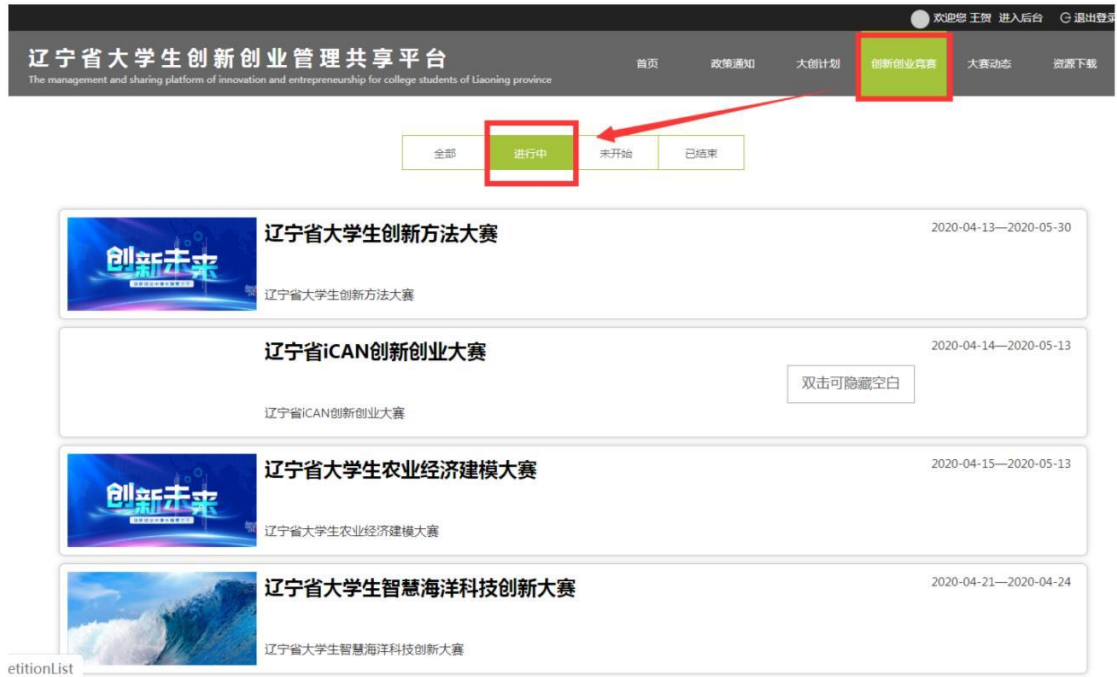 欢迎您 王贺 进入后台 退出登录
辽宁省大学生创新创业管理共享平台
The management and sharing platform of innovation and entrepreneurship for college students of Liaoning province
首页 政策通知 大创计划 创新创业竞赛 大赛动态 资源下载
全部 进行中 未开始 已结束
辽宁省大学生创新方法大赛 2020-04-13—2020-05-30
创新未来
辽宁省大学生创新方法大赛
辽宁省iCAN创新创业大赛 2020-04-14—2020-05-13
双击可隐藏空白
辽宁省iCAN创新创业大赛
辽宁省大学生农业经济建模大赛 2020-04-15—2020-05-13
创新未来
辽宁省大学生农业经济建模大赛
辽宁省大学生智慧海洋科技创新大赛 2020-04-21—2020-04-24
辽宁省大学生智慧海洋科技创新大赛
etitionList